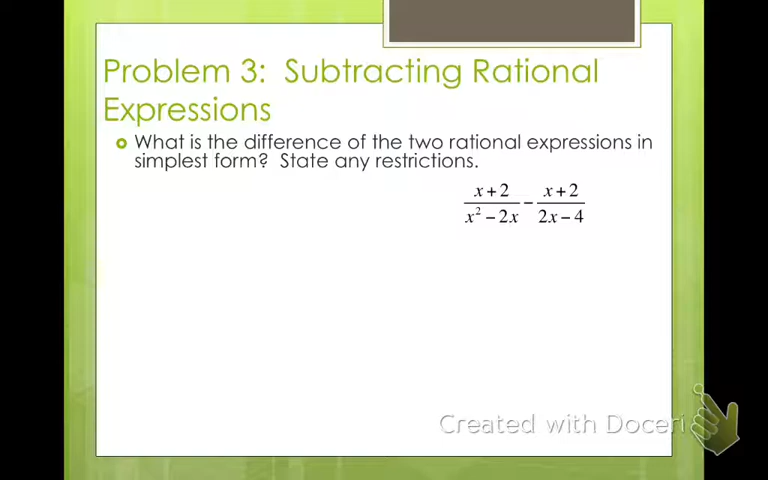 Problem 3: Subtracting Rational
Expressions
What is the difference of the two rational expressions in
simplest form? State any restrictions.
x + 2 x + 2
−
x² − 2x 2x − 4
Created with Doceri